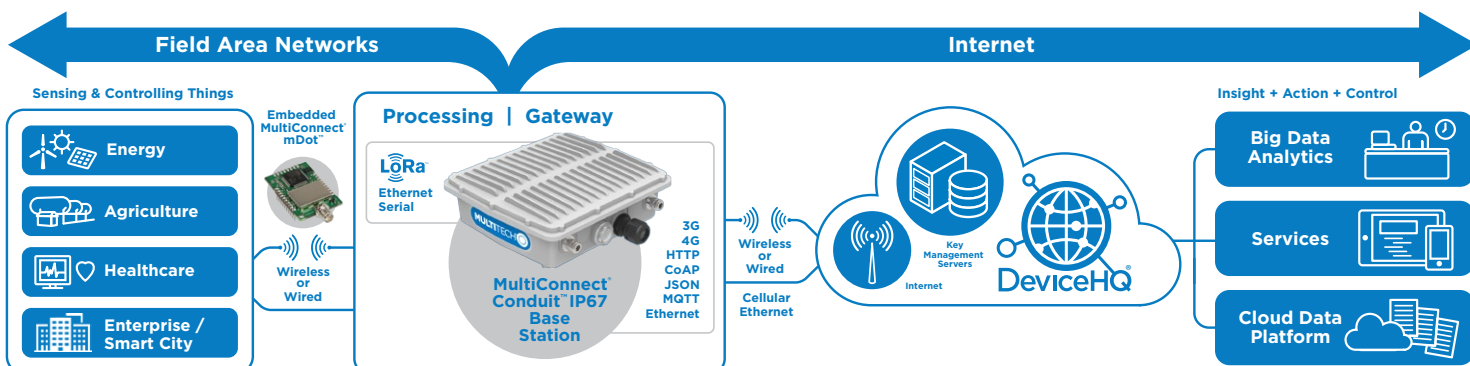 Field Area Networks
Internet
Sensing & Controlling Things
Energy
Agriculture
Healthcare
Enterprise /
Smart City
Embedded
MultiConnect®
mDot™
Wireless
or
Wired
Processing | Gateway
LoRa™
Ethernet
Serial
MULTITECH
MultiConnect®
Conduit™ IP67
Base
Station
3G
4G
HTTP
CoAP
JSON
MQTT
Ethernet
Wireless
or
Wired
Cellular
Ethernet
Internet
Key
Management
Servers
DeviceHQ®
Insight + Action + Control
Big Data
Analytics
Services
Cloud Data
Platform